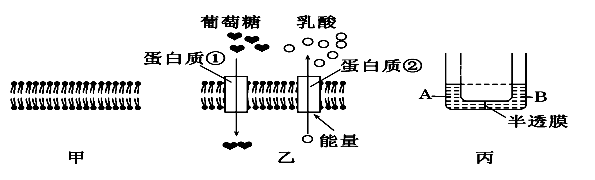 葡萄糖 乳酸
蛋白质① 蛋白质②
A B
半透膜
能量
甲 乙 丙